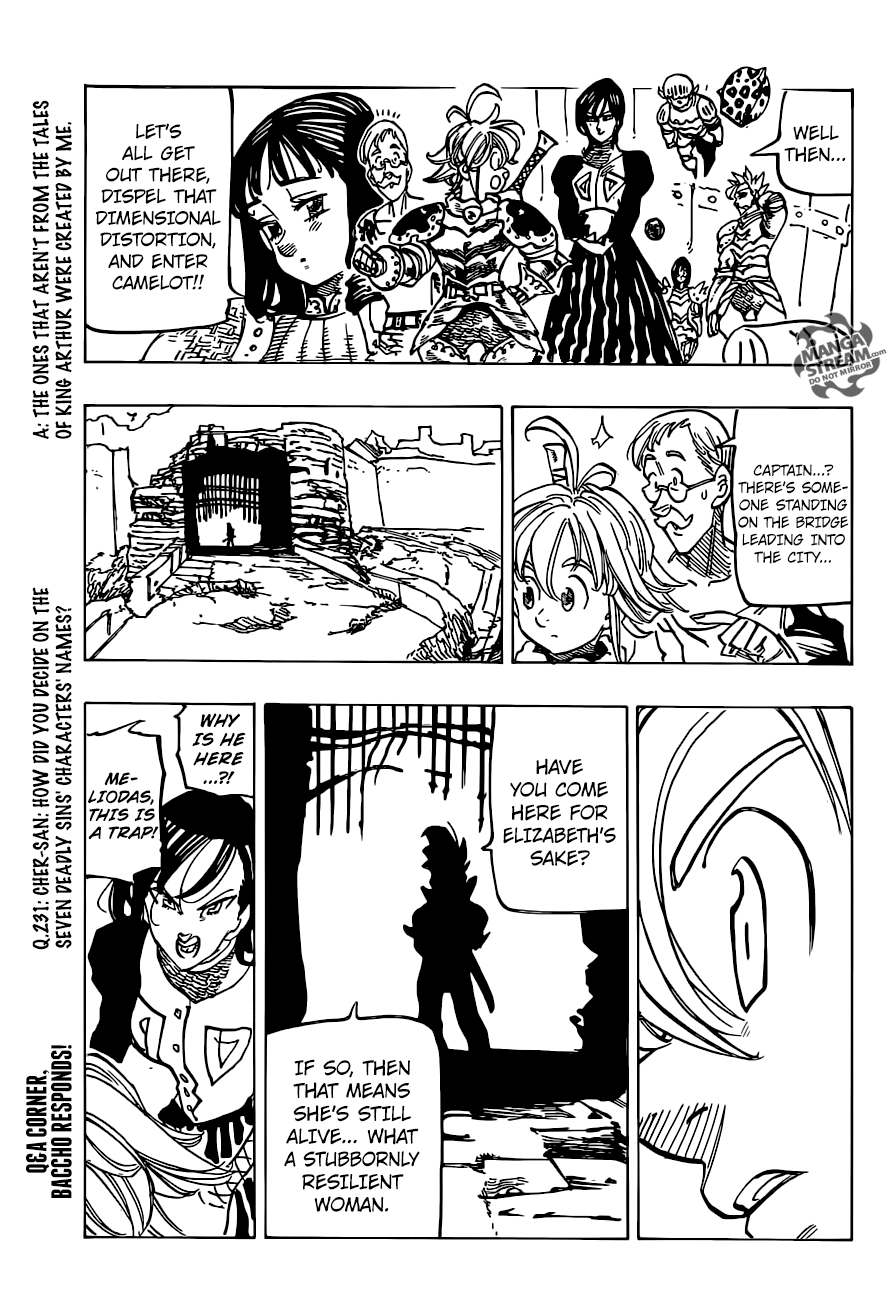 WELL
THEN...
LET'S
ALL GET
OUT THERE,
DISPEL THAT
DIMENSIONAL
DISTORTION,
AND ENTER
CAMELOT!!
MANGA
STREAM.com
DO NOT MIRROR
CAPTAIN...?
THERE'S SOME-
ONE STANDING
ON THE BRIDGE
LEADING INTO
THE CITY...
HAVE
YOU COME
HERE FOR
ELIZABETH'S
SAKE?
IF SO, THEN
THAT MEANS
SHE'S STILL
ALIVE... WHAT
A STUBBORNLY
RESILIENT
WOMAN.
WHY
IS HE
HERE
...?!
ME-
LIODAS,
THIS IS
A TRAP!
Q&A CORNER,
BACCHO RESPONDS!
Q.231: CHEK-SAN: HOW DID YOU DECIDE ON THE
SEVEN DEADLY SINS' CHARACTERS' NAMES?
A: THE ONES THAT AREN'T FROM THE TALES
OF KING ARTHUR WERE CREATED BY ME.